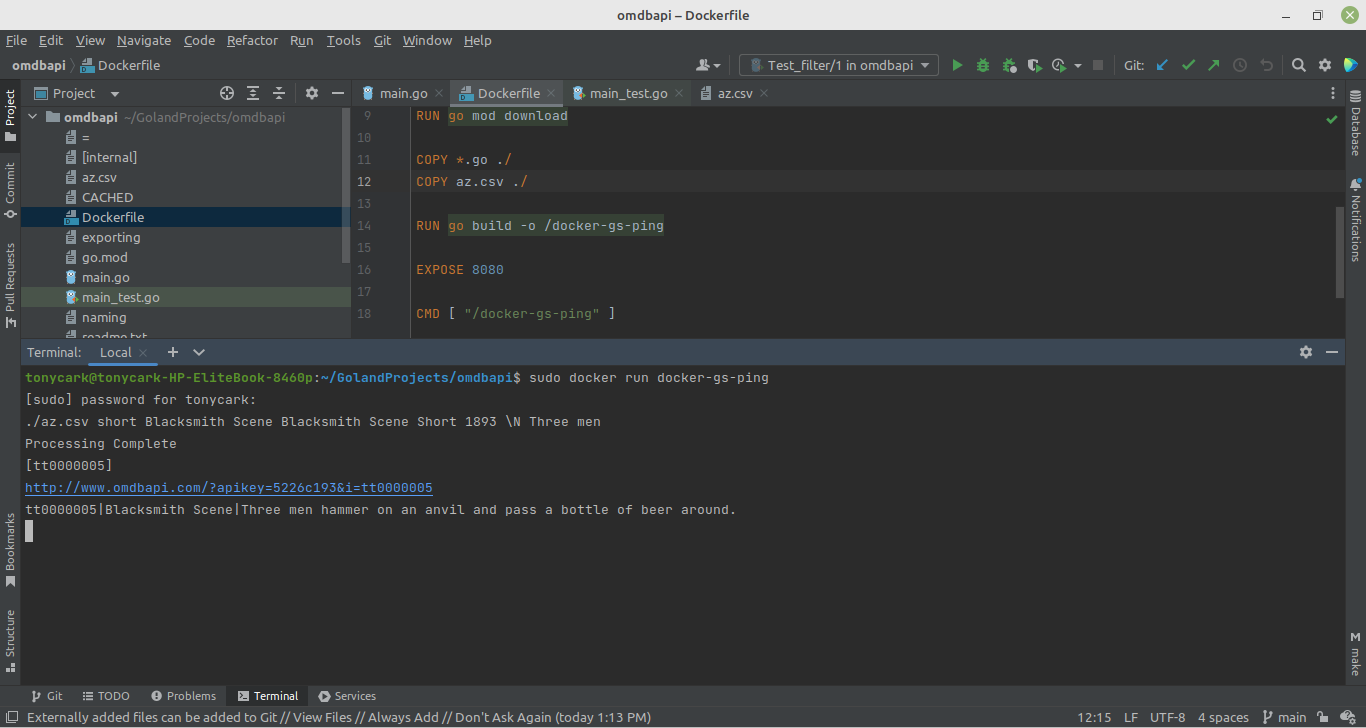 omdbapi – Dockerfile
File Edit View Navigate Code Refactor Run Tools Git Window Help
omdbapi Dockerfile
Test_filter/1 in omdbapi
Git:
Project
main.go
Dockerfile
main_test.go
az.csv
omdbapi ~/GolandProjects/omdbapi
=
[internal]
az.csv
CACHED
Dockerfile
exporting
go.mod
main.go
main_test.go
naming
readme.txt
9 RUN go mod download
10
11 COPY *.go ./
12 COPY az.csv ./
13
14 RUN go build -o /docker-gs-ping
15
16 EXPOSE 8080
17
18 CMD [ "/docker-gs-ping" ]
Project
Commit
Pull Requests
Bookmarks
Structure
Database
Notifications
M
make
Terminal: Local
tonycark@tonycark-HP-EliteBook-8460p:~/GolandProjects/omdbapi$ sudo docker run docker-gs-ping
[sudo] password for tonycark:
./az.csv short Blacksmith Scene Blacksmith Scene Short 1893 \N Three men
Processing Complete
[tt0000005]
http://www.omdbapi.com/?apikey=5226c193&i=tt0000005
tt0000005|Blacksmith Scene|Three men hammer on an anvil and pass a bottle of beer around.
Git TODO Problems Terminal Services
Externally added files can be added to Git // View Files // Always Add // Don't Ask Again (today 1:13 PM)
12:15 LF UTF-8 4 spaces main